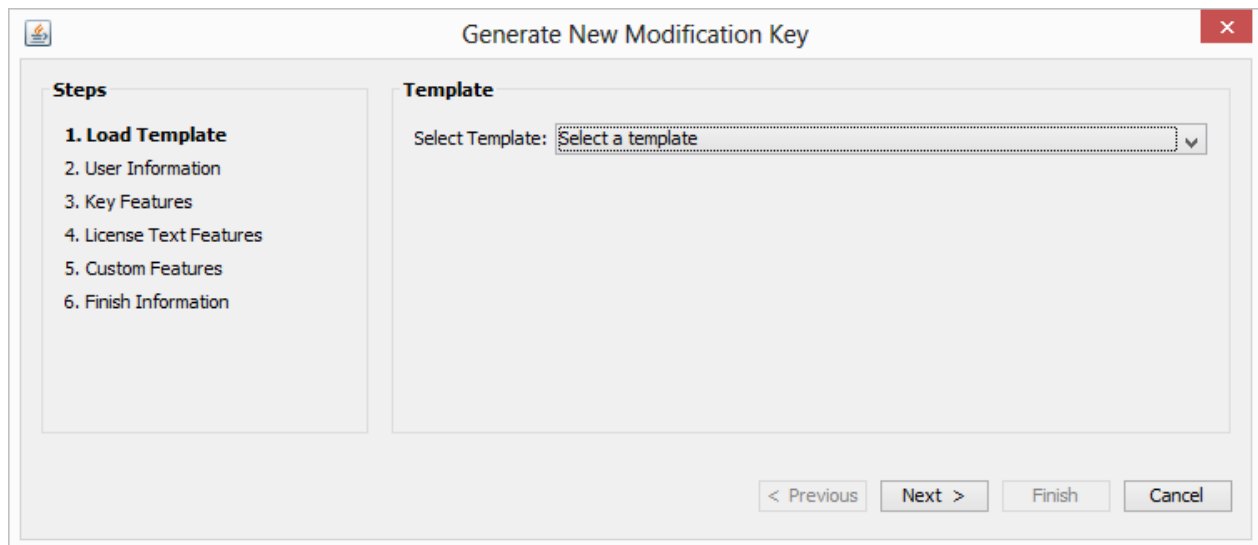 Generate New Modification Key
Steps
1. Load Template
2. User Information
3. Key Features
4. License Text Features
5. Custom Features
6. Finish Information
Template
Select Template: Select a template
< Previous Next > Finish Cancel